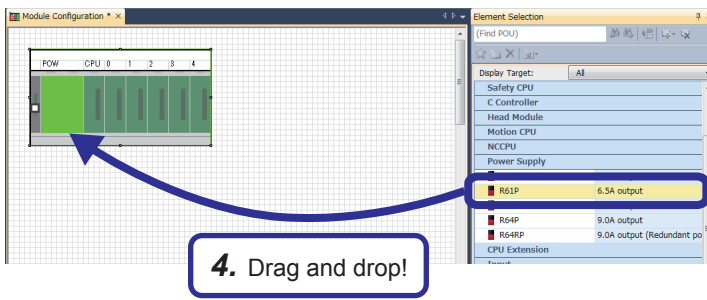 Module Configuration * ×
POW CPU 0 1 2 3 4
4. Drag and drop!
Element Selection
(Find POU)
Display Target: All
Safety CPU
C Controller
Head Module
Motion CPU
NCCPU
Power Supply
R61P 6.5A output
R64P 9.0A output
R64RP 9.0A output (Redundant po
CPU Extension